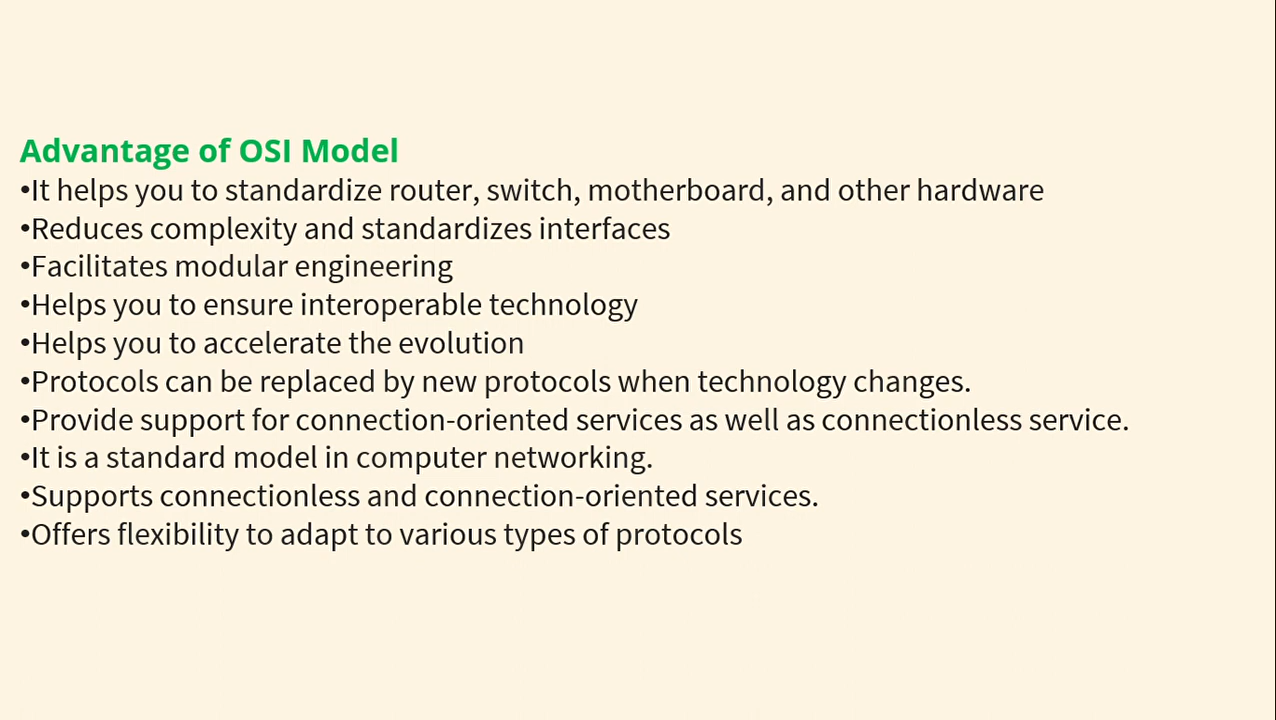 Advantage of OSI Model
•It helps you to standardize router, switch, motherboard, and other hardware
•Reduces complexity and standardizes interfaces
•Facilitates modular engineering
•Helps you to ensure interoperable technology
•Helps you to accelerate the evolution
•Protocols can be replaced by new protocols when technology changes.
•Provide support for connection-oriented services as well as connectionless service.
•It is a standard model in computer networking.
•Supports connectionless and connection-oriented services.
•Offers flexibility to adapt to various types of protocols